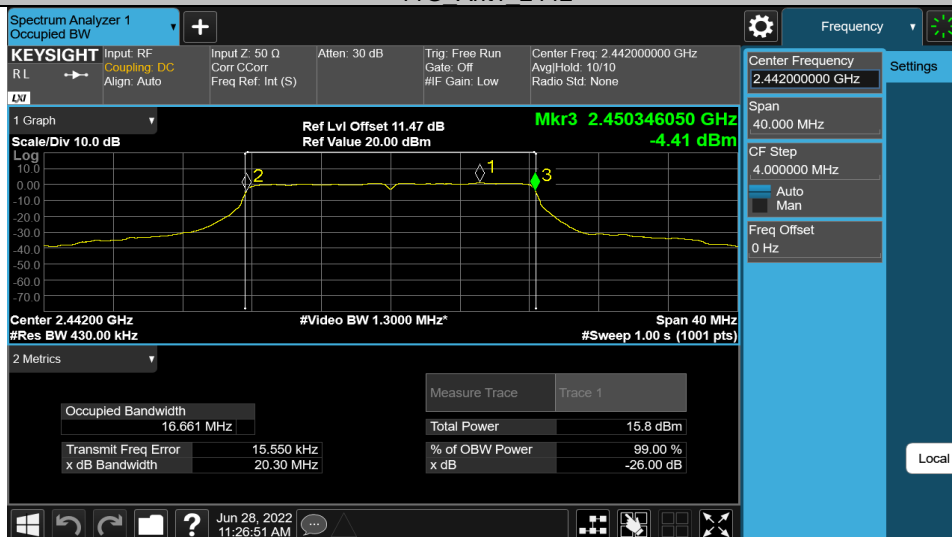 Spectrum Analyzer 1
Occupied BW
+
Frequency
KEYSIGHT
RL
LXI
Input: RF
Coupling: DC
Align: Auto
Input Z: 50 Ω
Corr CCorr
Freq Ref: Int (S)
Atten: 30 dB
Trig: Free Run
Gate: Off
#IF Gain: Low
Center Freq: 2.442000000 GHz
Avg|Hold: 10/10
Radio Std: None
Center Frequency
2.442000000 GHz
Settings
Span
40.000 MHz
CF Step
4.000000 MHz
Auto
Man
Freq Offset
0 Hz
Local
1 Graph
Scale/Div 10.0 dB
Ref Lvl Offset 11.47 dB
Ref Value 20.00 dBm
Mkr3 2.450346050 GHz
-4.41 dBm
Log
10.0
0.00
-10.0
-20.0
-30.0
-40.0
-50.0
-60.0
-70.0
2
1
3
Center 2.44200 GHz
#Res BW 430.00 kHz
#Video BW 1.3000 MHz*
Span 40 MHz
#Sweep 1.00 s (1001 pts)
2 Metrics
Measure Trace
Trace 1
Occupied Bandwidth
16.661 MHz
Total Power
15.8 dBm
Transmit Freq Error
15.550 kHz
% of OBW Power
99.00 %
x dB Bandwidth
20.30 MHz
x dB
-26.00 dB
?
Jun 28, 2022
11:26:51 AM